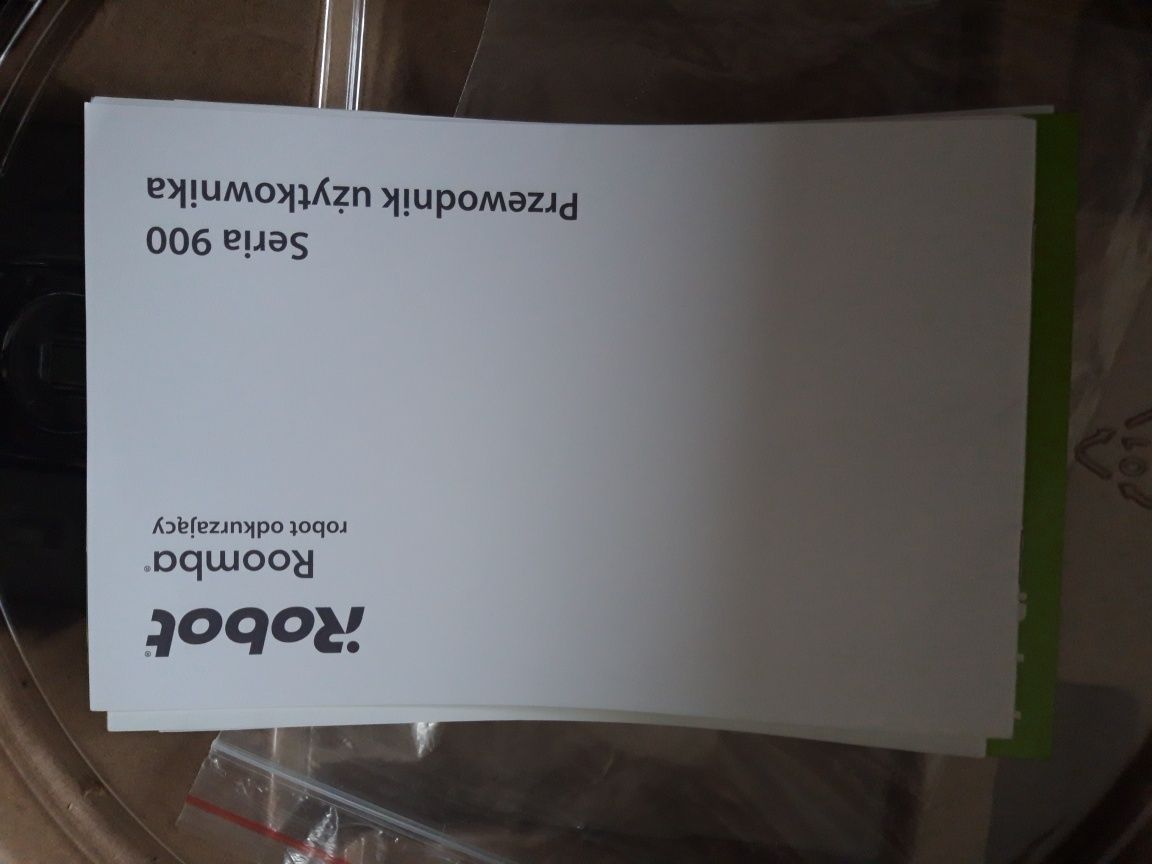 iRobot®
Roomba®
robot odkurzający
Seria 900
Przewodnik użytkownika